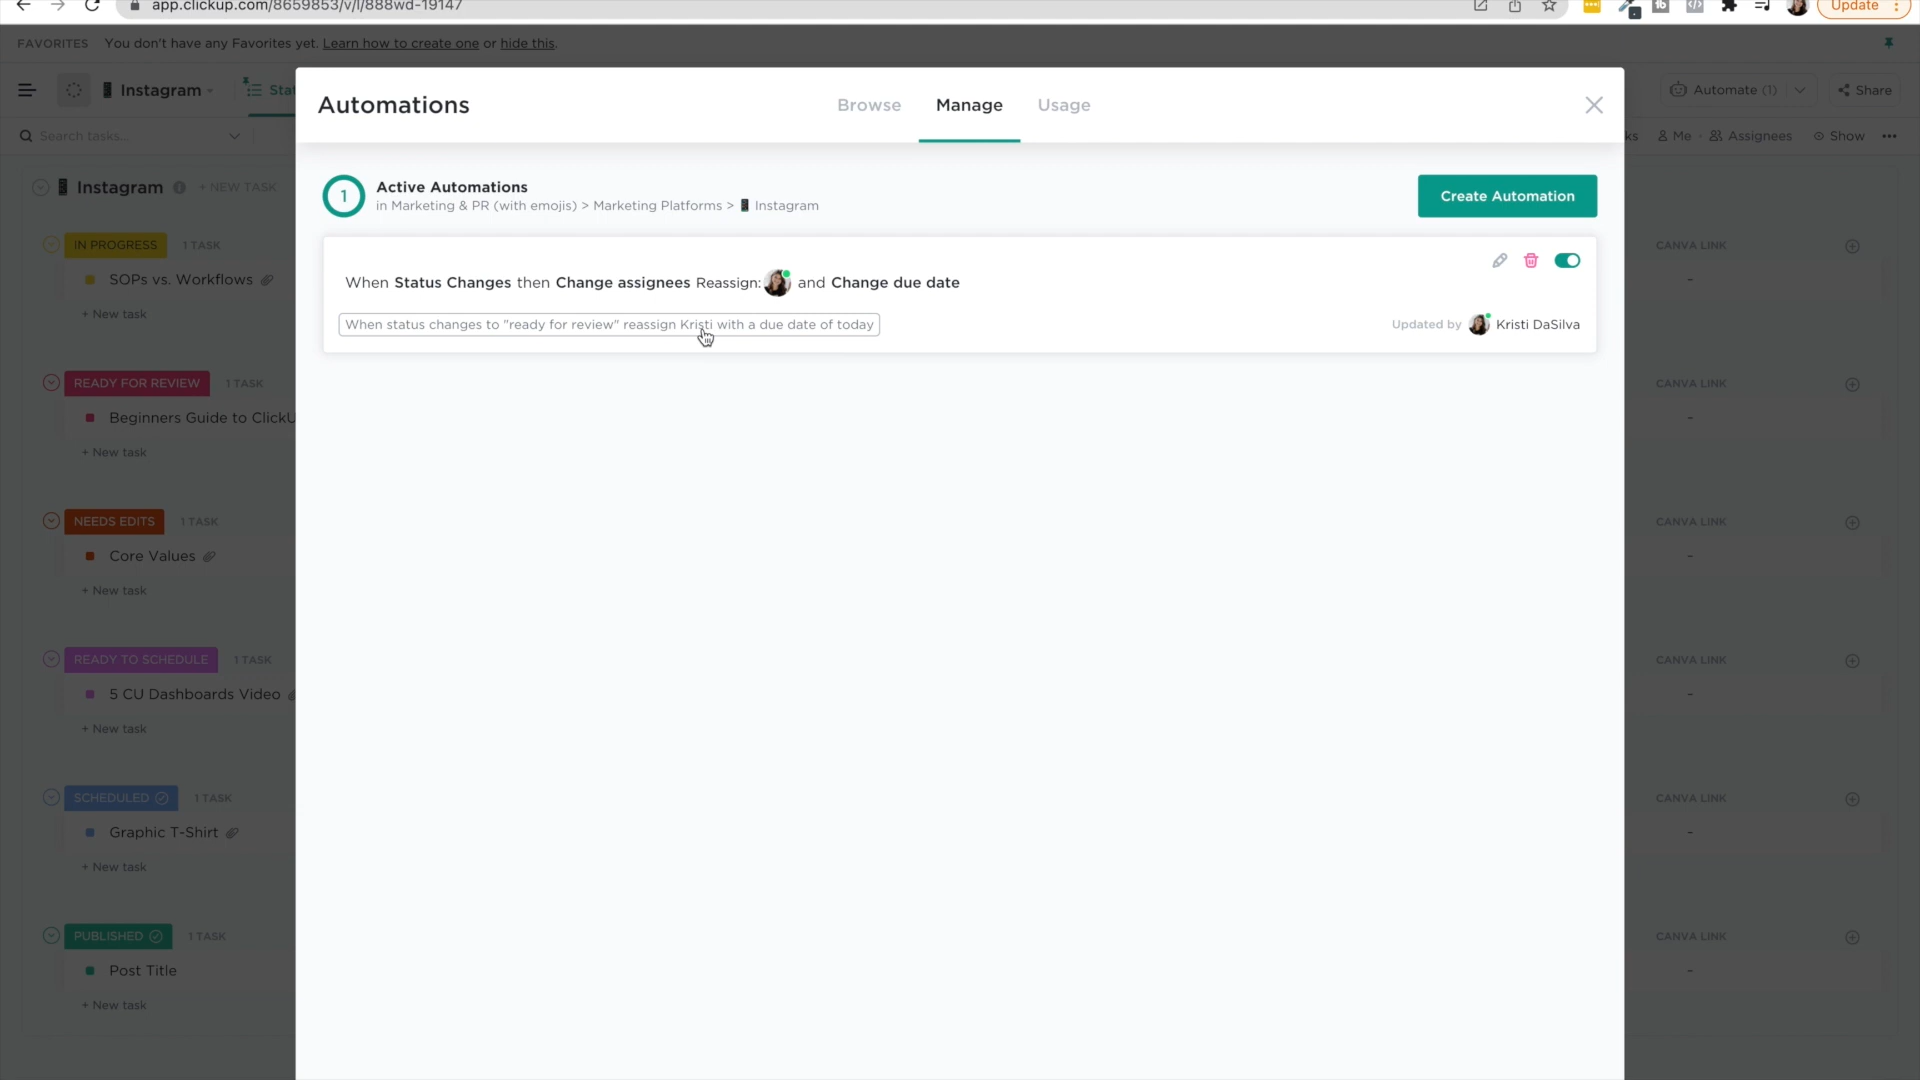 app.clickup.com/8659853/v/l/888wd-19147
Update
FAVORITES You don't have any Favorites yet. Learn how to create one or hide this.
Instagram
Automate (1)
Share
Search tasks...
Me
Assignees
Show
Automations
Browse
Manage
Usage
1
Active Automations
in Marketing & PR (with emojis) > Marketing Platforms > Instagram
Create Automation
When Status Changes then Change assignees Reassign: and Change due date
When status changes to "ready for review" reassign Kristi with a due date of today
Updated by Kristi DaSilva
Instagram + NEW TASK
IN PROGRESS 1 TASK
CANVA LINK
SOPs vs. Workflows
-
+ New task
READY FOR REVIEW 1 TASK
CANVA LINK
Beginners Guide to ClickU
-
+ New task
NEEDS EDITS 1 TASK
CANVA LINK
Core Values
-
+ New task
READY TO SCHEDULE 1 TASK
CANVA LINK
5 CU Dashboards Video
-
+ New task
SCHEDULED 1 TASK
CANVA LINK
Graphic T-Shirt
-
+ New task
PUBLISHED 1 TASK
CANVA LINK
Post Title
-
+ New task